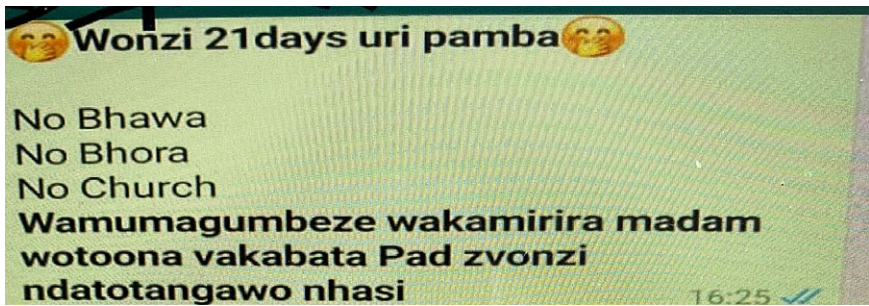 🤭Wonzi 21days uri pamba🤭
No Bhawa
No Bhora
No Church
Wamumagumbeze wakamirira madam
wotoona vakabata Pad zvonzi
ndatotangawo nhasi
16:25